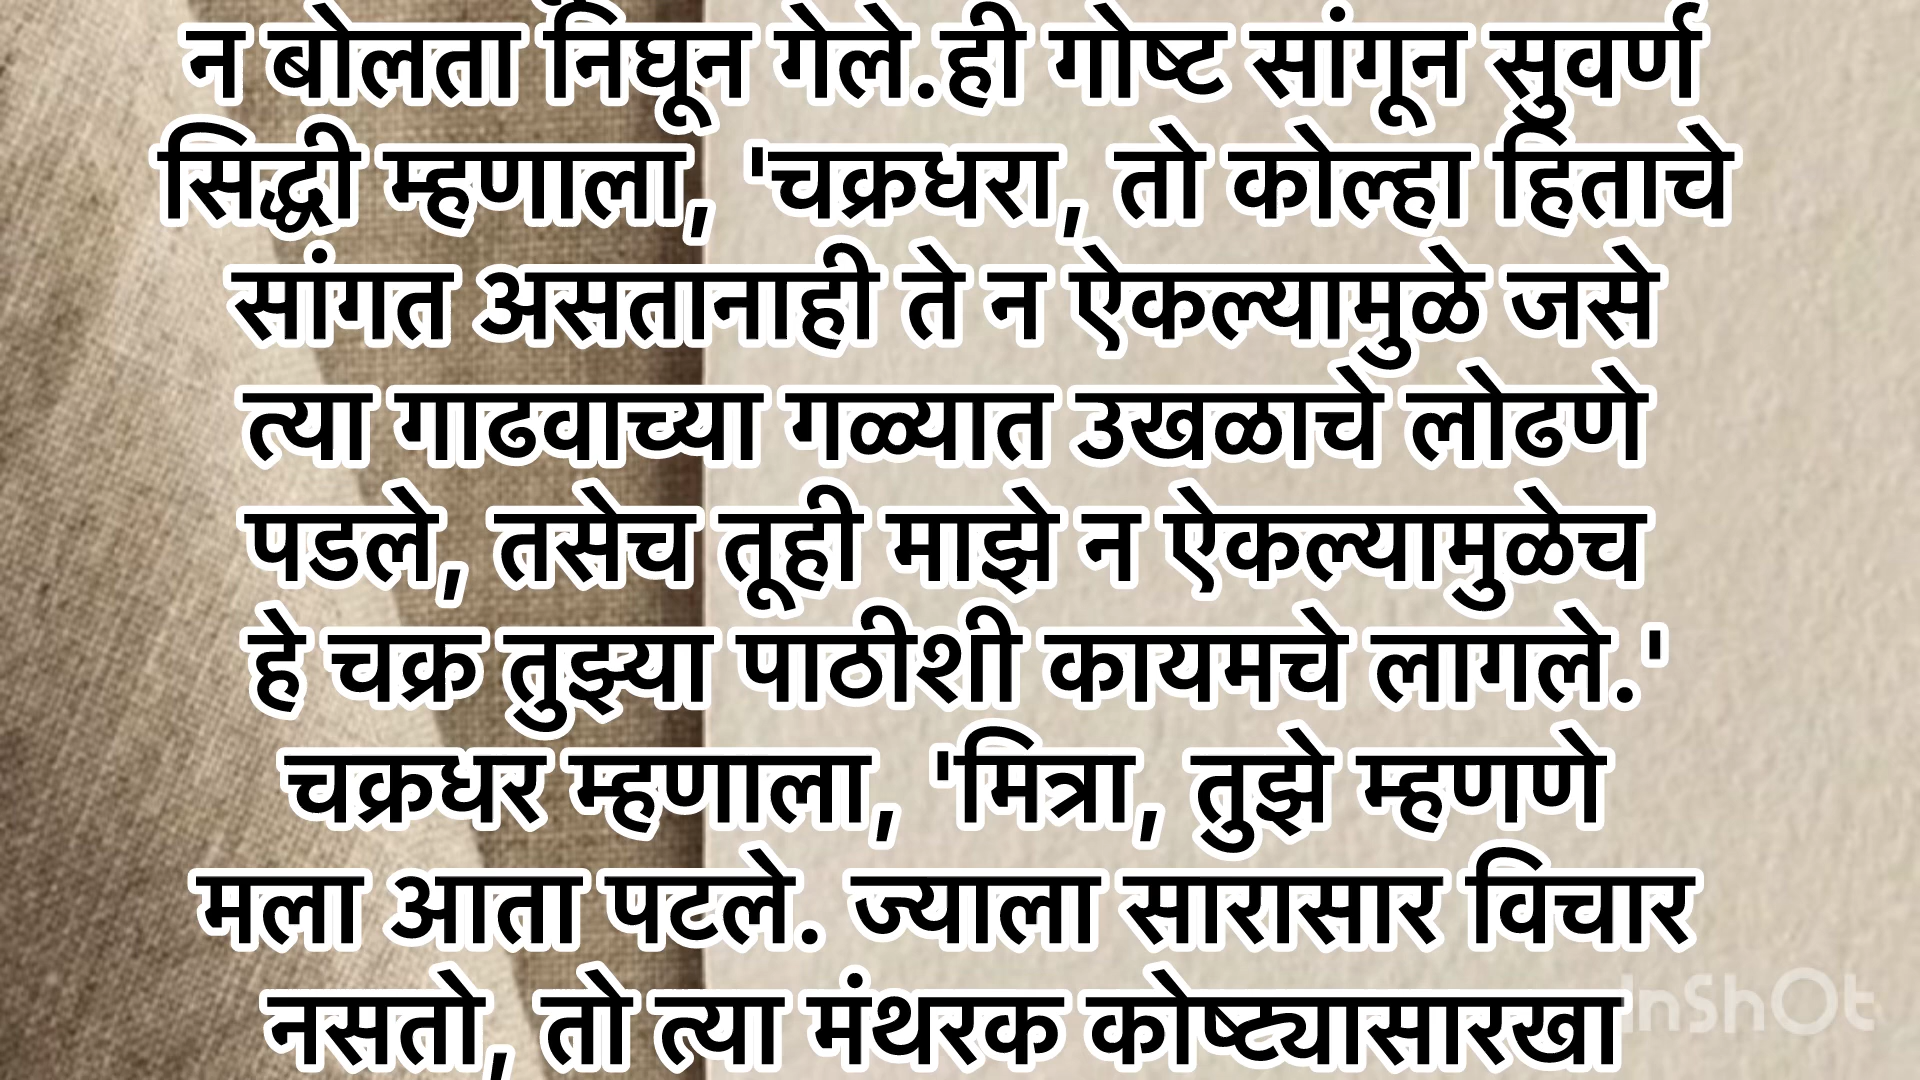 न बोलता निघून गेले.ही गोष्ट सांगून सुवर्ण
सिद्धी म्हणाला, 'चक्रधरा, तो कोल्हा हिताचे
सांगत असतानाही ते न ऐकल्यामुळे जसे
त्या गाढवाच्या गळ्यात उखळाचे लोढणे
पडले, तसेच तूही माझे न ऐकल्यामुळेच
हे चक्र तुझ्या पाठीशी कायमचे लागले.'
चक्रधर म्हणाला, 'मित्रा, तुझे म्हणणे
मला आता पटले. ज्याला सारासार विचार
नसतो, तो त्या मंथरक कोष्ट्यासारखा
InShOt